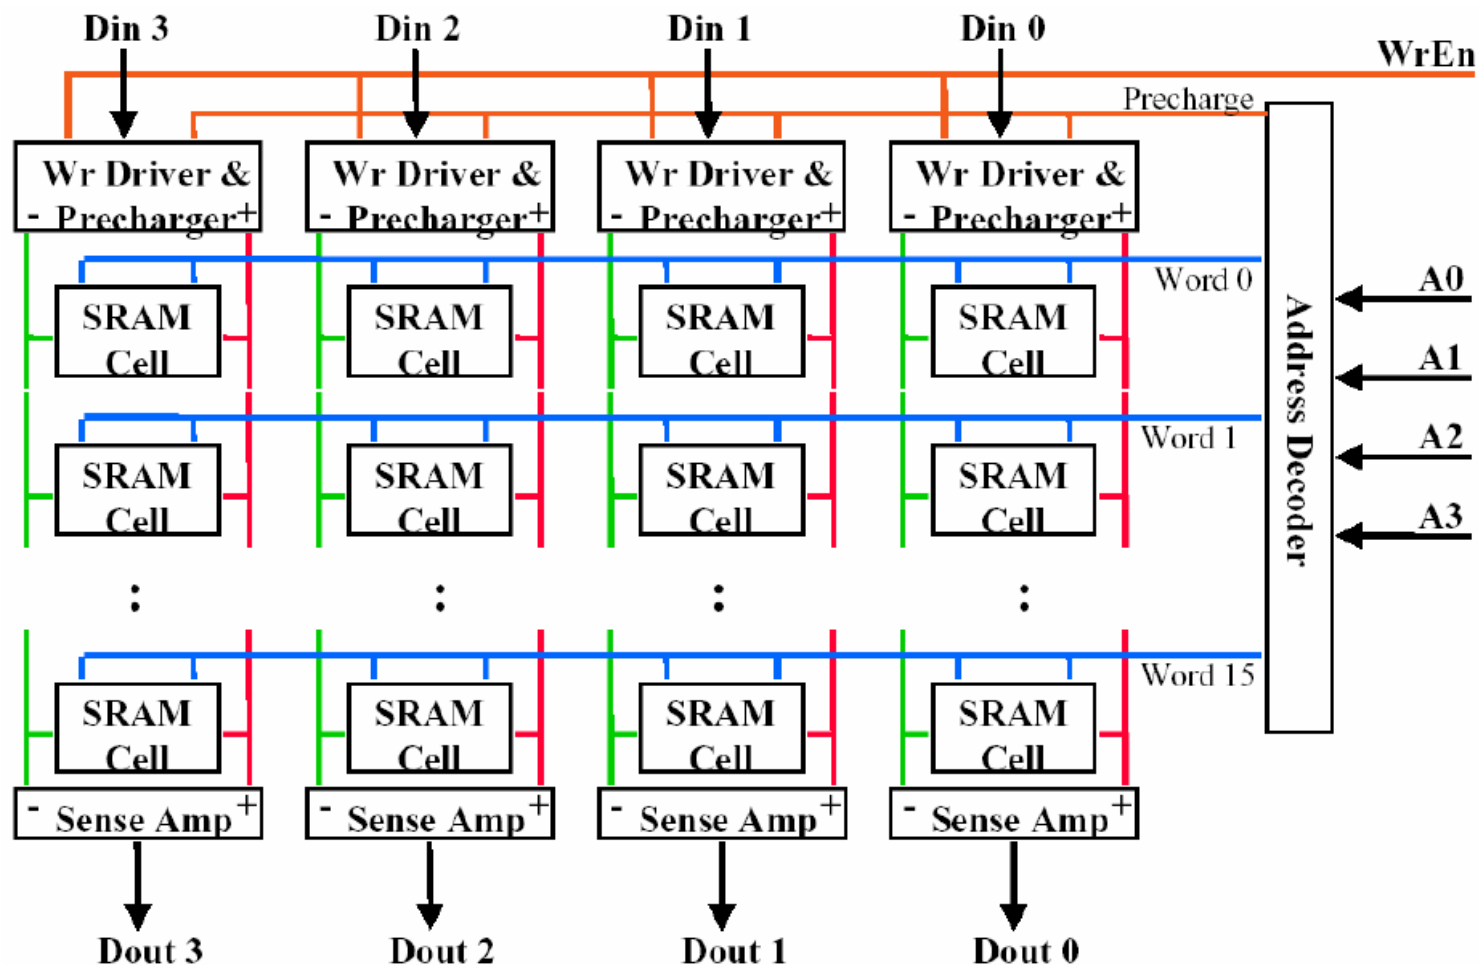 Din 3 Din 2 Din 1 Din 0
WrEn
Precharge
Wr Driver & Wr Driver & Wr Driver & Wr Driver &
- Precharger + - Precharger + - Precharger + - Precharger +
Word 0
SRAM SRAM SRAM SRAM
Cell Cell Cell Cell
Word 1
SRAM SRAM SRAM SRAM
Cell Cell Cell Cell
: : : :
Word 15
SRAM SRAM SRAM SRAM
Cell Cell Cell Cell
- Sense Amp + - Sense Amp + - Sense Amp + - Sense Amp +
Dout 3 Dout 2 Dout 1 Dout 0
Address Decoder
A0
A1
A2
A3